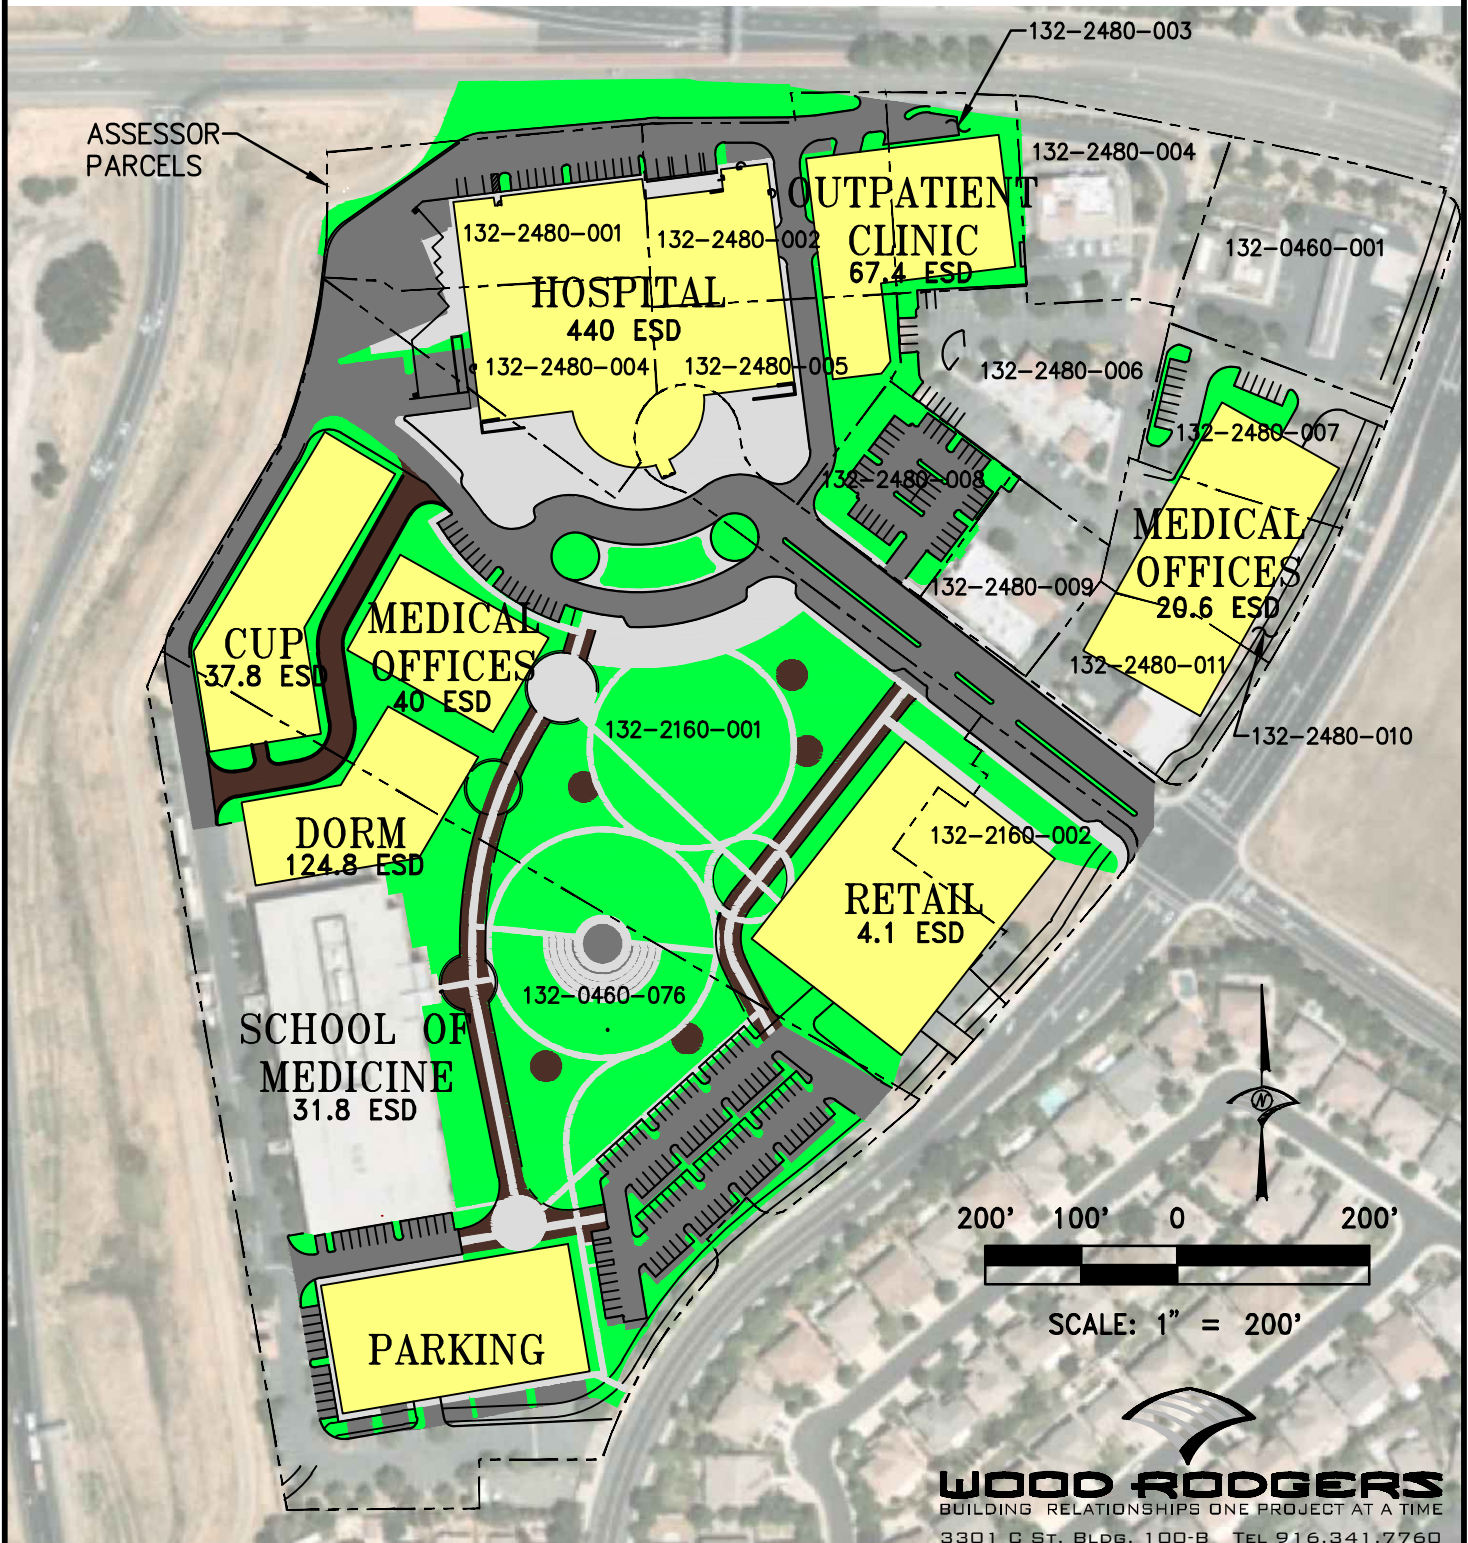 132-2480-003
ASSESSOR
PARCELS
132-2480-004
OUTPATIENT
CLINIC
67.4 ESD
132-2480-001
132-2480-002
132-0460-001
HOSPITAL
440 ESD
132-2480-004
132-2480-005
132-2480-006
132-2480-007
132-2480-008
MEDICAL
OFFICES
20.6 ESD
132-2480-009
CUP
37.8 ESD
MEDICAL
OFFICES
40 ESD
132-2480-011
132-2160-001
132-2480-010
DORM
124.8 ESD
132-2160-002
RETAIL
4.1 ESD
132-0460-076
SCHOOL OF
MEDICINE
31.8 ESD
N
200' 100' 0 200'
SCALE: 1" = 200'
PARKING
WOOD RODGERS
BUILDING RELATIONSHIPS ONE PROJECT AT A TIME
3301 C ST. BLDG. 100-B TEL 916.341.7760